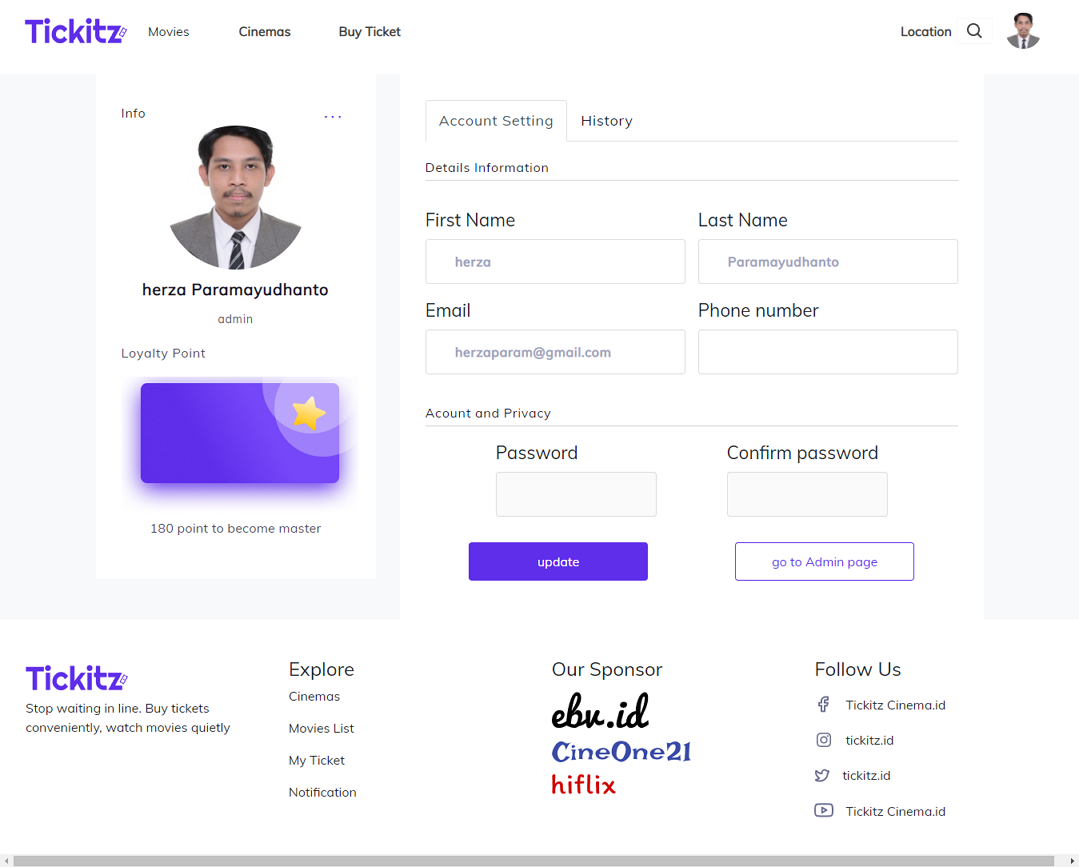 Tickitz
Movies
Cinemas
Buy Ticket
Location
Info
...
herza Paramayudhanto
admin
Loyalty Point
180 point to become master
Account Setting
History
Details Information
First Name
Last Name
herza
Paramayudhanto
Email
Phone number
herzaparam@gmail.com
Acount and Privacy
Password
Confirm password
update
go to Admin page
Tickitz
Stop waiting in line. Buy tickets
conveniently, watch movies quietly
Explore
Cinemas
Movies List
My Ticket
Notification
Our Sponsor
ebv.id
CineOne21
hiflix
Follow Us
Tickitz Cinema.id
tickitz.id
tickitz.id
Tickitz Cinema.id